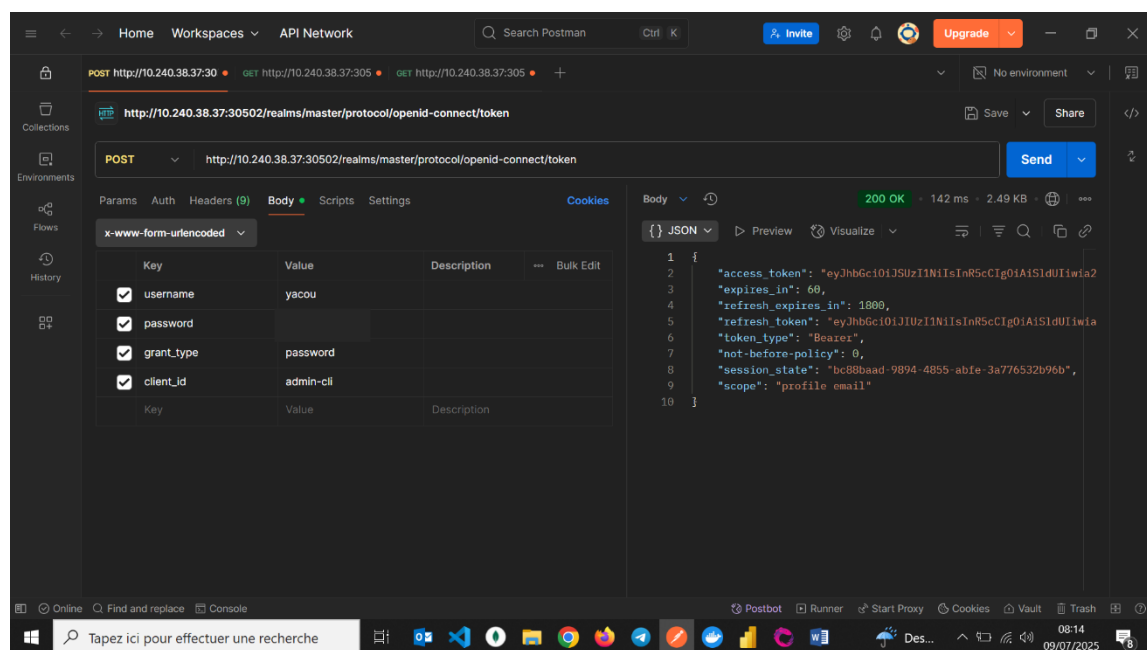 Home Workspaces API Network Search Postman Ctrl K Invite Upgrade
POST http://10.240.38.37:30 GET http://10.240.38.37:305 GET http://10.240.38.37:305 + No environment
HTTP http://10.240.38.37:30502/realms/master/protocol/openid-connect/token Save Share
Collections
POST http://10.240.38.37:30502/realms/master/protocol/openid-connect/token Send
Environments
Params Auth Headers (9) Body Scripts Settings Cookies
Body 200 OK 142 ms 2.49 KB
Flows
x-www-form-urlencoded
{} JSON Preview Visualize
History
Key Value Description Bulk Edit
username yacou
password
grant_type password
client_id admin-cli
Key Value Description
1 {
2 "access_token": "eyJhbGciOiJSUzI1NiIsInR5cCIgOiAiSldUIiwia2
3 "expires_in": 60,
4 "refresh_expires_in": 1800,
5 "refresh_token": "eyJhbGciOiJIUzI1NiIsInR5cCIgOiAiSldUIiwia
6 "token_type": "Bearer",
7 "not-before-policy": 0,
8 "session_state": "bc88baad-9894-4855-abfe-3a776532b96b",
9 "scope": "profile email"
10 }
Online Find and replace Console Postbot Runner Start Proxy Cookies Vault Trash
Tapez ici pour effectuer une recherche Des... 08:14
09/07/2025
8